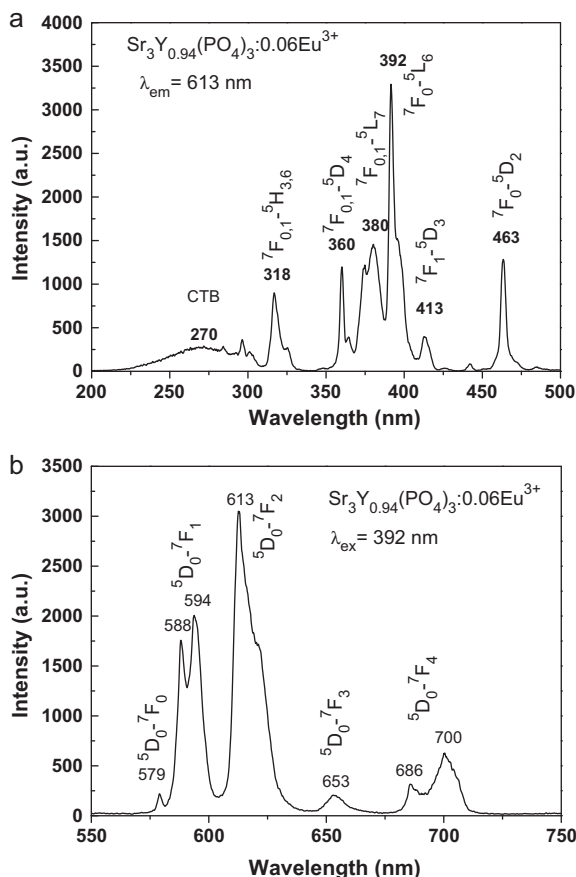 a
4000
3500
3000
2500
2000
1500
1000
500
0
Intensity (a.u.)
Sr₃Y₀.₉₄(PO₄)₃:0.06Eu³⁺
λem= 613 nm
CTB
270
⁷F₀,₁-⁵H₃,₆
318
⁷F₀,₁-⁵D₄
360
⁷F₀,₁-⁵L₇
380
392
⁷F₀-⁵L₆
⁷F₁-⁵D₃
413
⁷F₀-⁵D₂
463
200 250 300 350 400 450 500
Wavelength (nm)
b
3500
3000
2500
2000
1500
1000
500
0
Intensity (a.u.)
Sr₃Y₀.₉₄(PO₄)₃:0.06Eu³⁺
λex= 392 nm
⁵D₀-⁷F₀
579
⁵D₀-⁷F₁
588
594
613
⁵D₀-⁷F₂
⁵D₀-⁷F₃
653
⁵D₀-⁷F₄
686
700
550 600 650 700 750
Wavelength (nm)